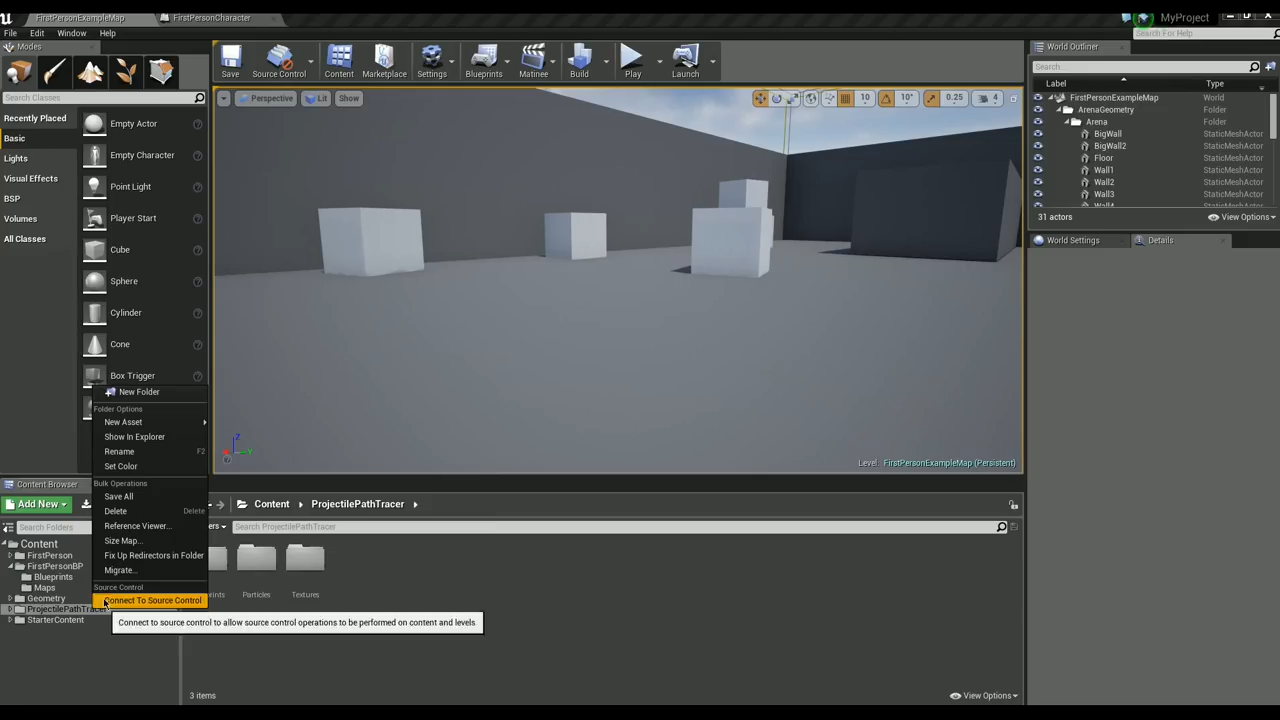 FirstPersonExampleMap
FirstPersonCharacter
MyProject
File Edit Window Help
Search For Help
Modes
Search Classes
Recently Placed
Basic
Lights
Visual Effects
BSP
Volumes
All Classes
Empty Actor
Empty Character
Point Light
Player Start
Cube
Sphere
Cylinder
Cone
Box Trigger
Save
Source Control
Content
Marketplace
Settings
Blueprints
Matinee
Build
Play
Launch
Perspective
Lit
Show
10
10°
0.25
4
Level: FirstPersonExampleMap (Persistent)
World Outliner
Search...
Label Type
FirstPersonExampleMap World
ArenaGeometry Folder
Arena Folder
BigWall StaticMeshActor
BigWall2 StaticMeshActor
Floor StaticMeshActor
Wall1 StaticMeshActor
Wall2 StaticMeshActor
Wall3 StaticMeshActor
Wall4 StaticMeshActor
31 actors
View Options
World Settings
Details
New Folder
Folder Options
New Asset
Show In Explorer
Rename F2
Set Color
Bulk Operations
Save All
Delete Delete
Reference Viewer...
Size Map...
Fix Up Redirectors in Folder
Migrate...
Source Control
Connect To Source Control
Connect to source control to allow source control operations to be performed on content and levels.
Content Browser
Add New
Search Folders
Content
FirstPerson
FirstPersonBP
Blueprints
Maps
Geometry
ProjectilePathTracer
StarterContent
Content
ProjectilePathTracer
Search ProjectilePathTracer
Particles
Textures
3 items
View Options